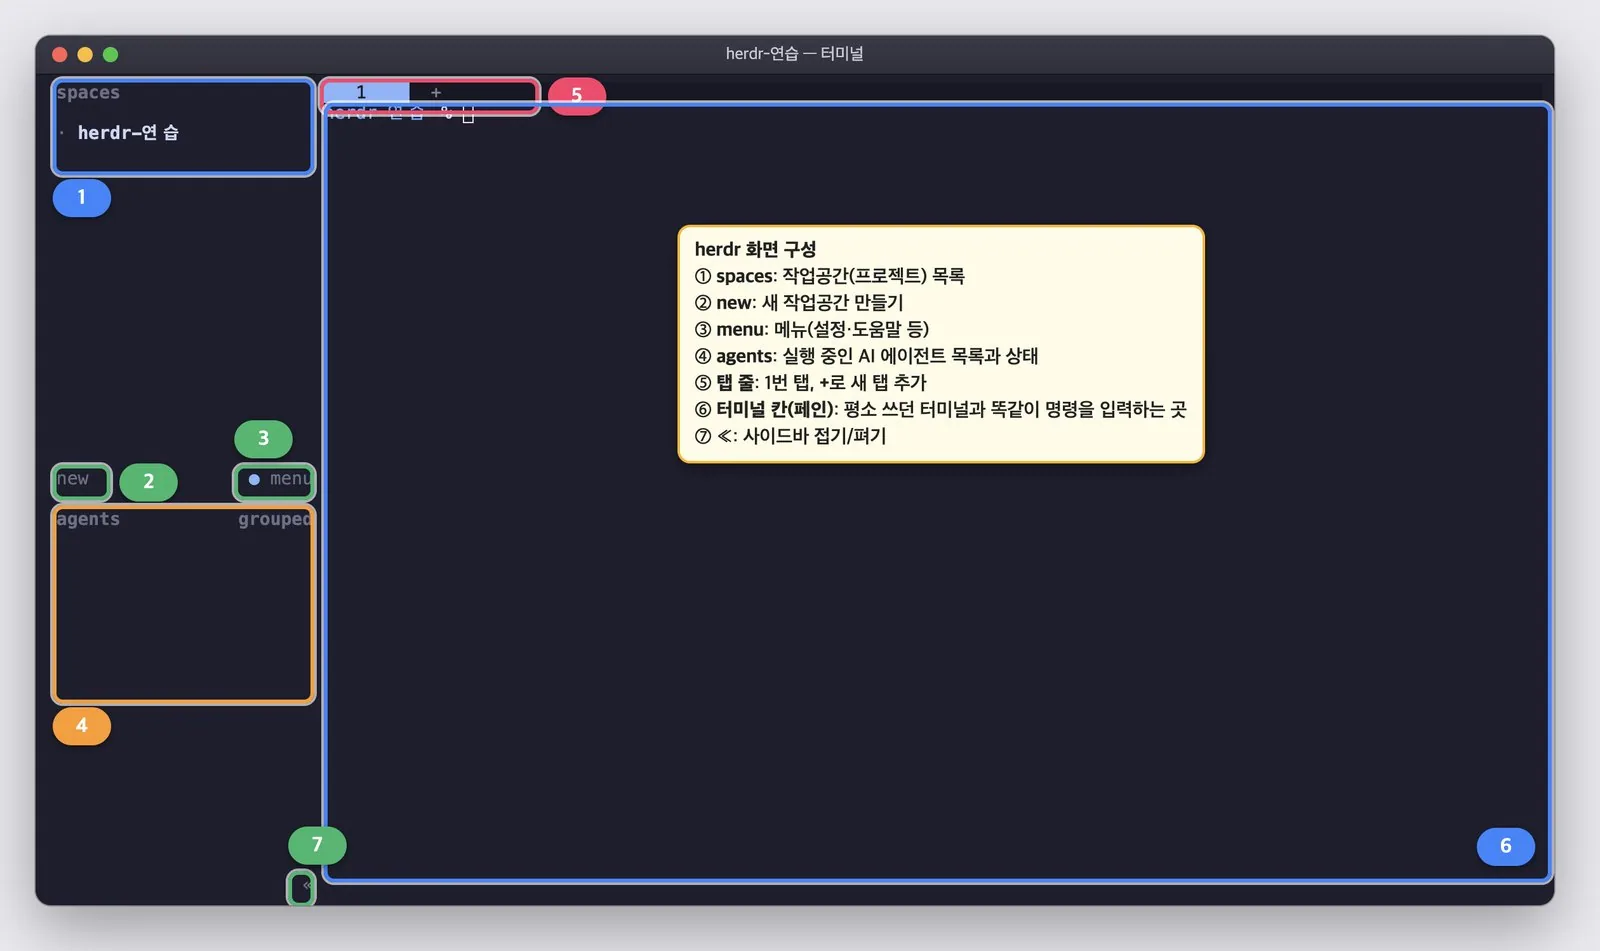 herdr-연습 — 터미널
spaces
· herdr-연 습
1
1 +
5
herdr-연 습 %
herdr 화면 구성
① spaces: 작업공간(프로젝트) 목록
② new: 새 작업공간 만들기
③ menu: 메뉴(설정·도움말 등)
④ agents: 실행 중인 AI 에이전트 목록과 상태
⑤ 탭 줄: 1번 탭, +로 새 탭 추가
⑥ 터미널 칸(페인): 평소 쓰던 터미널과 똑같이 명령을 입력하는 곳
⑦ ≪: 사이드바 접기/펴기
3
new
2
● menu
agents grouped
4
7
6
«